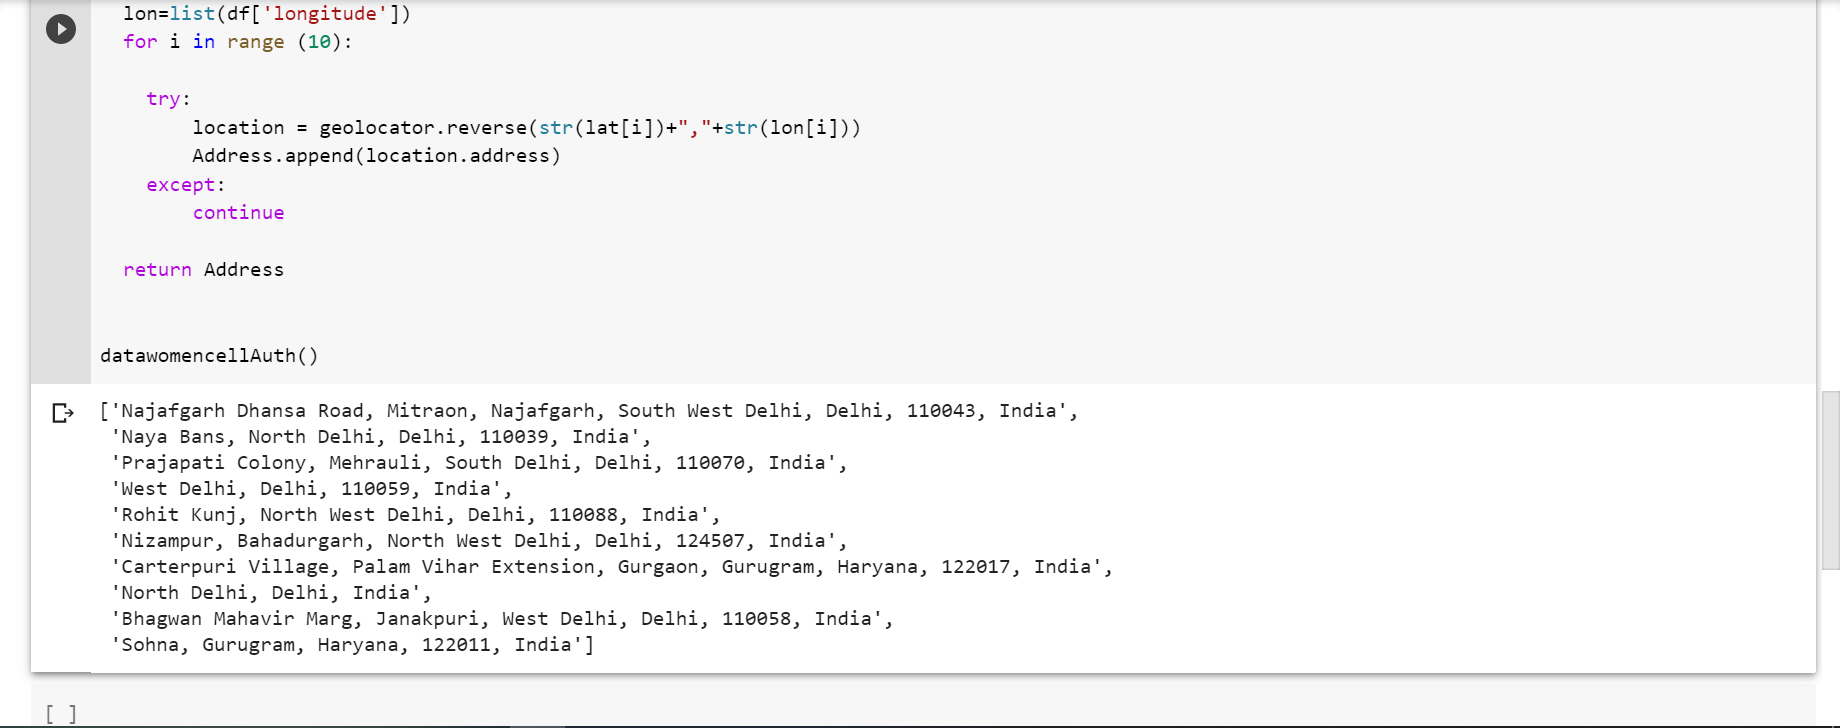 lon=list(df['longitude'])
for i in range (10):
try:
location = geolocator.reverse(str(lat[i])+","+str(lon[i]))
Address.append(location.address)
except:
continue
return Address
datawomencellAuth()
['Najafgarh Dhansa Road, Mitraon, Najafgarh, South West Delhi, Delhi, 110043, India',
'Naya Bans, North Delhi, Delhi, 110039, India',
'Prajapati Colony, Mehrauli, South Delhi, Delhi, 110070, India',
'West Delhi, Delhi, 110059, India',
'Rohit Kunj, North West Delhi, Delhi, 110088, India',
'Nizampur, Bahadurgarh, North West Delhi, Delhi, 124507, India',
'Carterpuri Village, Palam Vihar Extension, Gurgaon, Gurugram, Haryana, 122017, India',
'North Delhi, Delhi, India',
'Bhagwan Mahavir Marg, Janakpuri, West Delhi, Delhi, 110058, India',
'Sohna, Gurugram, Haryana, 122011, India']
[ ]